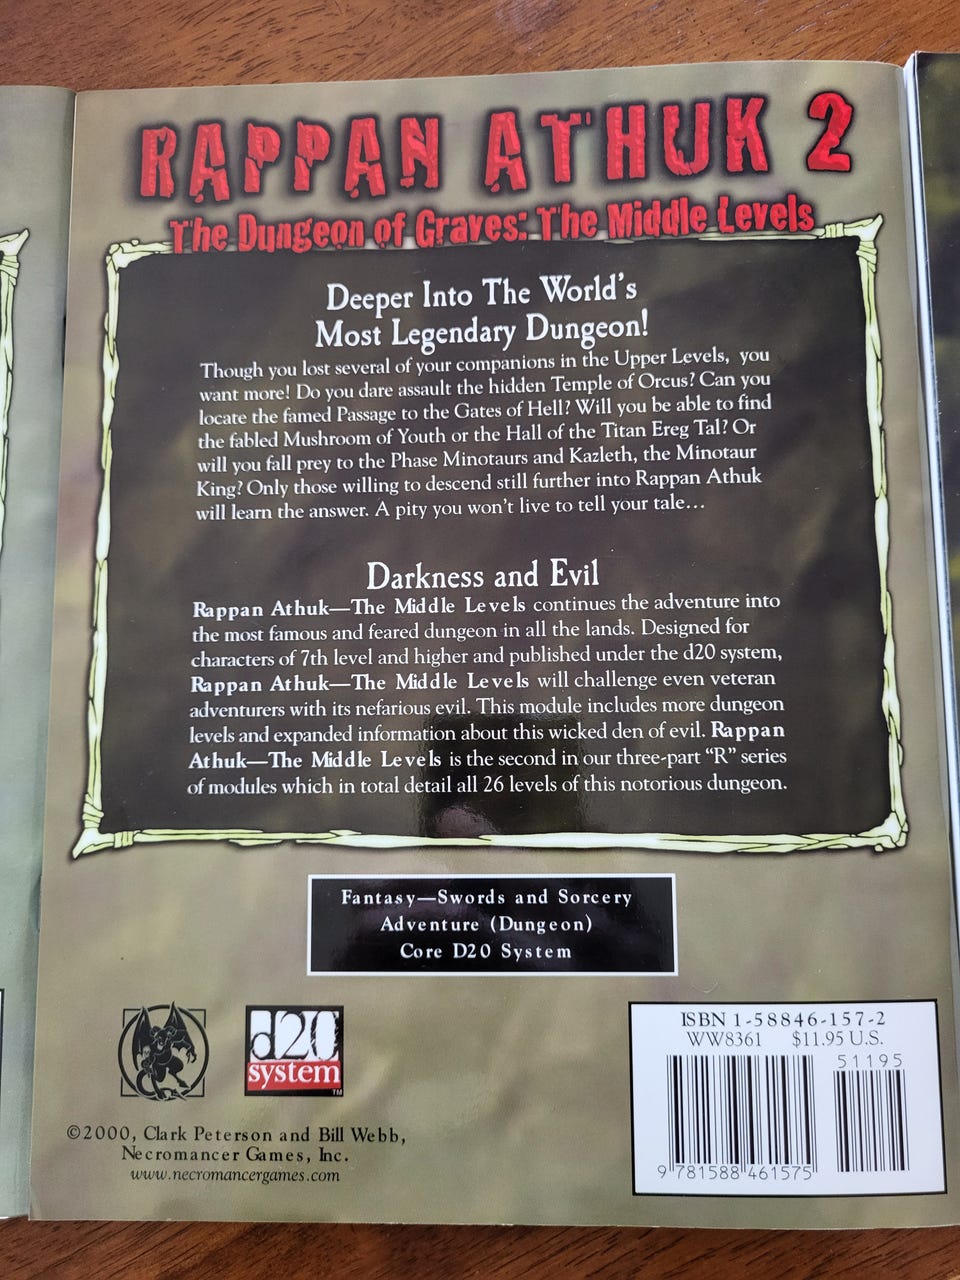 RAPPAN ATHUK 2
The Dungeon of Graves: The Middle Levels
Deeper Into The World's
Most Legendary Dungeon!
Though you lost several of your companions in the Upper Levels, you
want more! Do you dare assault the hidden Temple of Orcus? Can you
locate the famed Passage to the Gates of Hell? Will you be able to find
the fabled Mushroom of Youth or the Hall of the Titan Ereg Tal? Or
will you fall prey to the Phase Minotaurs and Kazleth, the Minotaur
King? Only those willing to descend still further into Rappan Athuk
will learn the answer. A pity you won't live to tell your tale…
Darkness and Evil
Rappan Athuk—The Middle Levels continues the adventure into
the most famous and feared dungeon in all the lands. Designed for
characters of 7th level and higher and published under the d20 system,
Rappan Athuk—The Middle Levels will challenge even veteran
adventurers with its nefarious evil. This module includes more dungeon
levels and expanded information about this wicked den of evil. Rappan
Athuk—The Middle Levels is the second in our three-part “R” series
of modules which in total detail all 26 levels of this notorious dungeon.
Fantasy—Swords and Sorcery
Adventure (Dungeon)
Core D20 System
d20
system
TM
©2000, Clark Peterson and Bill Webb,
Necromancer Games, Inc.
www.necromancergames.com
ISBN 1-58846-157-2
WW8361 $11.95 U.S.
51195
9 781588 461575